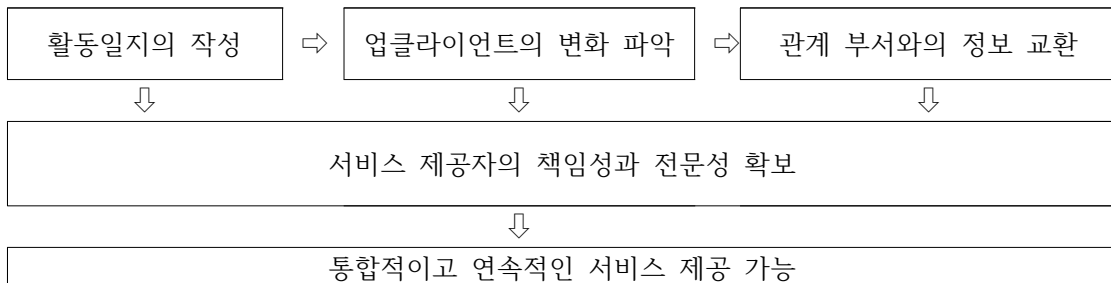 활동일지의 작성 ⇨ 업클라이언트의 변화 파악 ⇨ 관계 부서와의 정보 교환
⇩ ⇩ ⇩
서비스 제공자의 책임성과 전문성 확보
⇩
통합적이고 연속적인 서비스 제공 가능